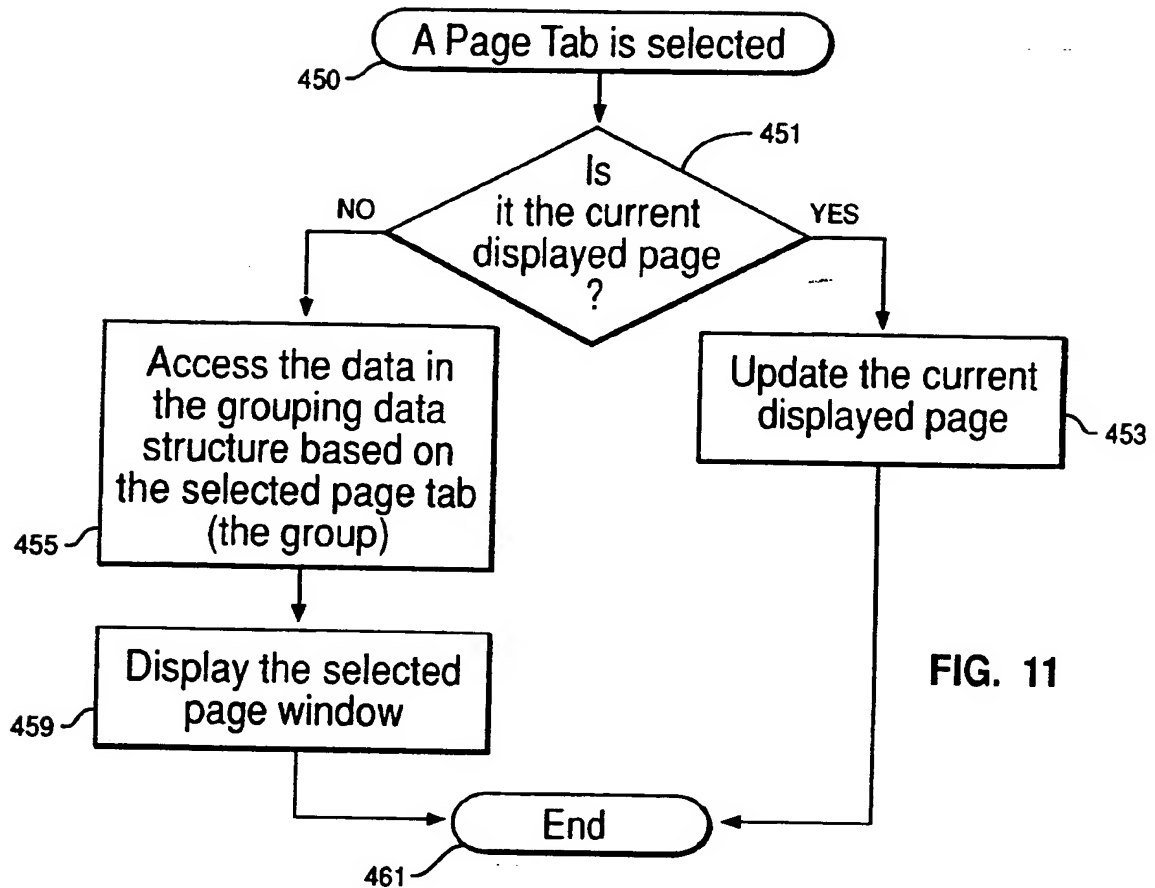 A Page Tab is selected
450
451
Is
it the current
displayed page
?
NO
YES
Access the data in
the grouping data
structure based on
the selected page tab
(the group)
455
Update the current
displayed page
453
Display the selected
page window
459
FIG. 11
End
461